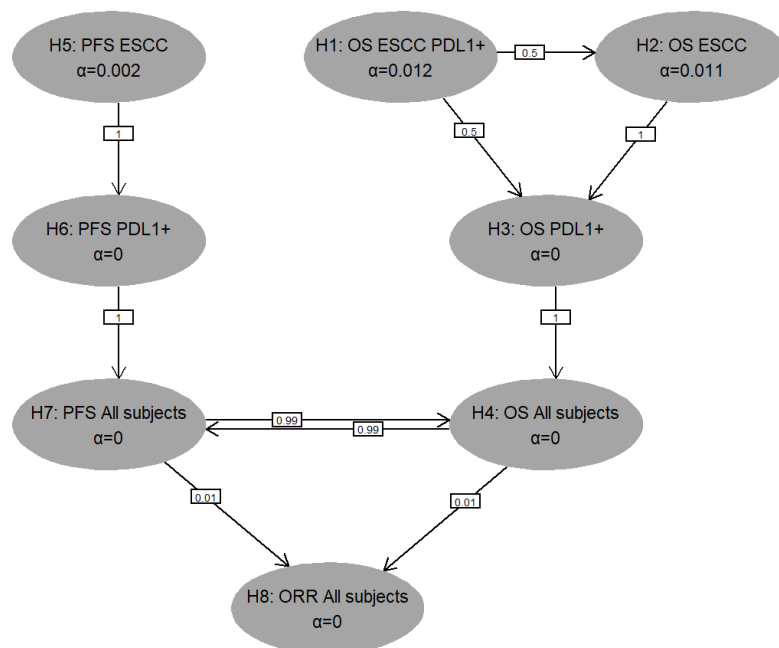 H5: PFS ESCC
α=0.002
H1: OS ESCC PDL1+
α=0.012
0.5
H2: OS ESCC
α=0.011
1
0.5
1
H6: PFS PDL1+
α=0
H3: OS PDL1+
α=0
1
1
H7: PFS All subjects
α=0
0.99
0.99
H4: OS All subjects
α=0
0.01
0.01
H8: ORR All subjects
α=0